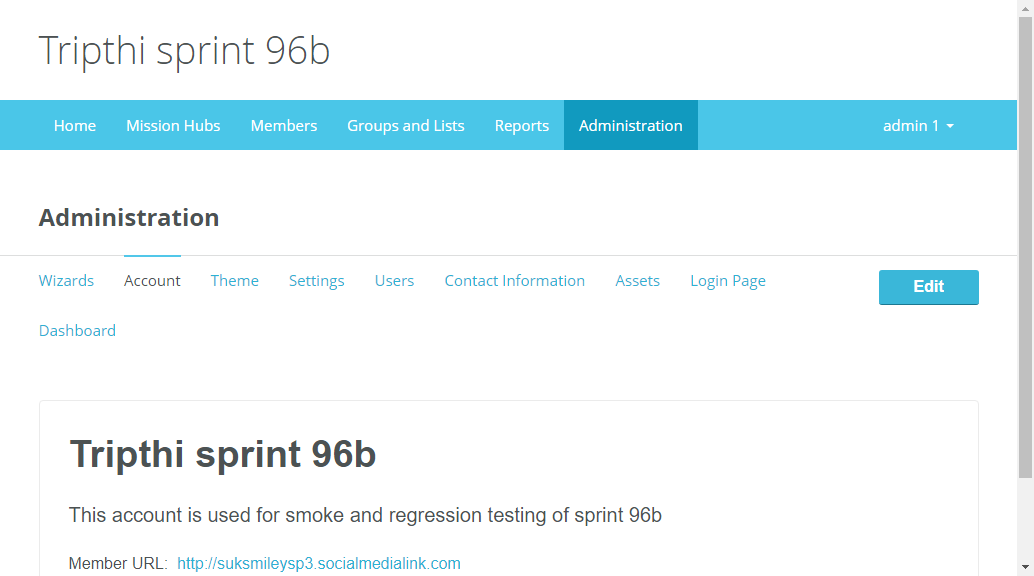 Tripthi sprint 96b
Home Mission Hubs Members Groups and Lists Reports Administration admin 1
Administration
Wizards Account Theme Settings Users Contact Information Assets Login Page Edit
Dashboard
Tripthi sprint 96b
This account is used for smoke and regression testing of sprint 96b
Member URL: http://suksmileysp3.socialmedialink.com